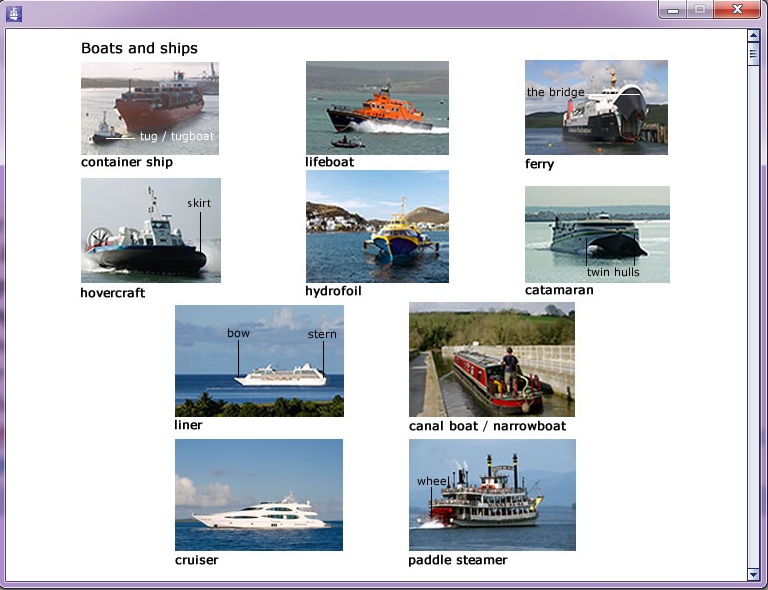 Boats and ships
tug / tugboat
container ship
lifeboat
the bridge
ferry
skirt
hovercraft
hydrofoil
twin hulls
catamaran
bow
stern
liner
canal boat / narrowboat
cruiser
wheel
paddle steamer